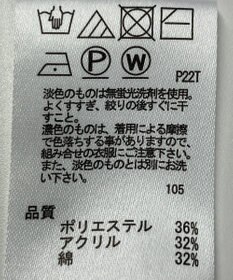 P
W
P22T
淡色のものは無蛍光洗剤を使用。
よくすすぎ、絞りの後すぐに干
すこと。
濃色のものは、着用による摩擦
で色落ちする事がありますので、
組み合せの衣服にご注意下さい。
また、淡色のものとは別にお洗
い下さい。
105
品質
ポリエステル 36%
アクリル 32%
綿 32%